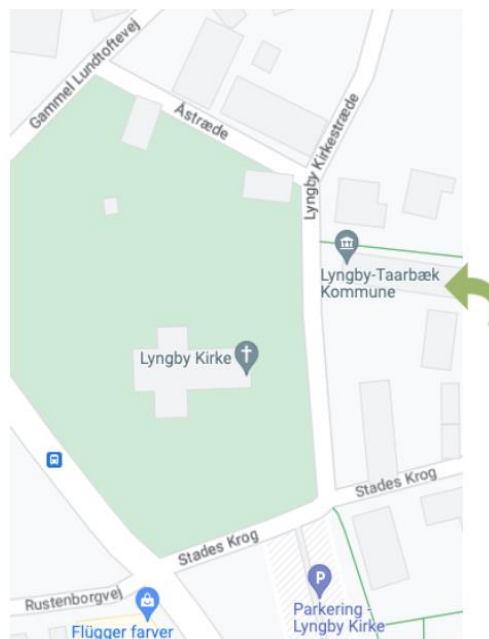 Gammel Lundtoftevej
Åstræde
Lyngby Kirkestræde
Lyngby-Taarbæk
Kommune
Lyngby Kirke
Stades Krog
Stades Krog
Rustenborgvej
P
Parkering -
Lyngby Kirke
Flügger farver